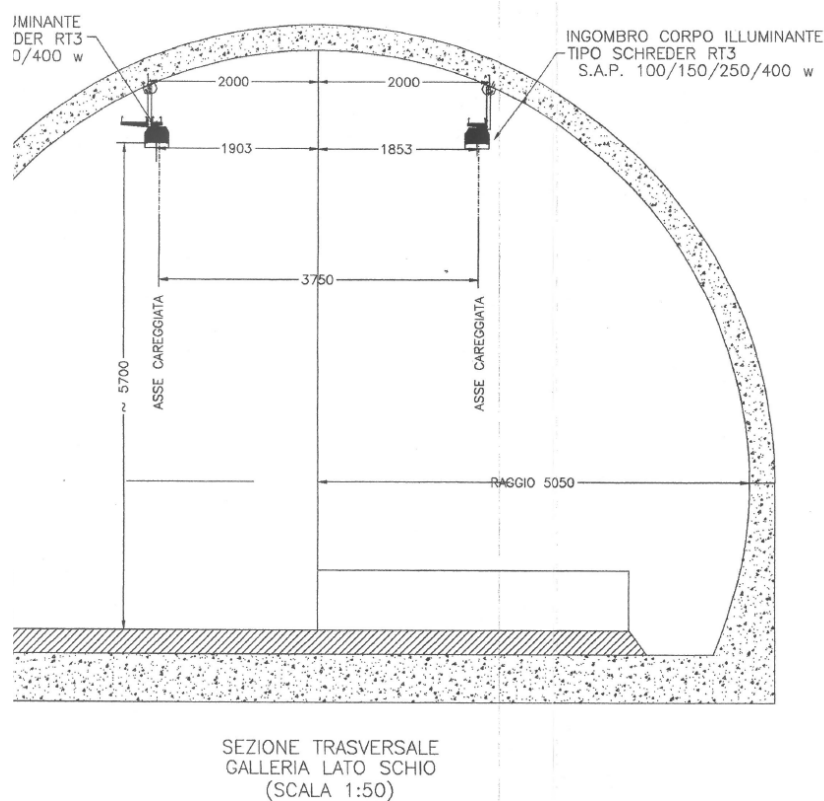 UMINANTE
DER RT3
0/400 w
INGOMBRO CORPO ILLUMINANTE
TIPO SCHREDER RT3
S.A.P. 100/150/250/400 w
2000
2000
1903
1853
3750
ASSE CAREGGIATA
ASSE CAREGGIATA
~ 5700
RAGGIO 5050
SEZIONE TRASVERSALE
GALLERIA LATO SCHIO
(SCALA 1:50)